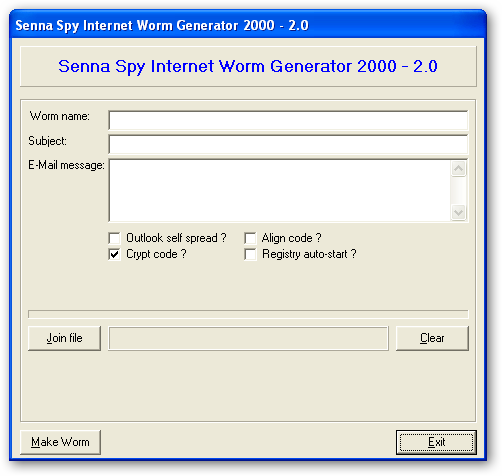 Senna Spy Internet Worm Generator 2000 - 2.0
Senna Spy Internet Worm Generator 2000 - 2.0
Worm name:
Subject:
E-Mail message:
Outlook self spread ? Align code ?
Crypt code ? Registry auto-start ?
Join file Clear
Make Worm Exit